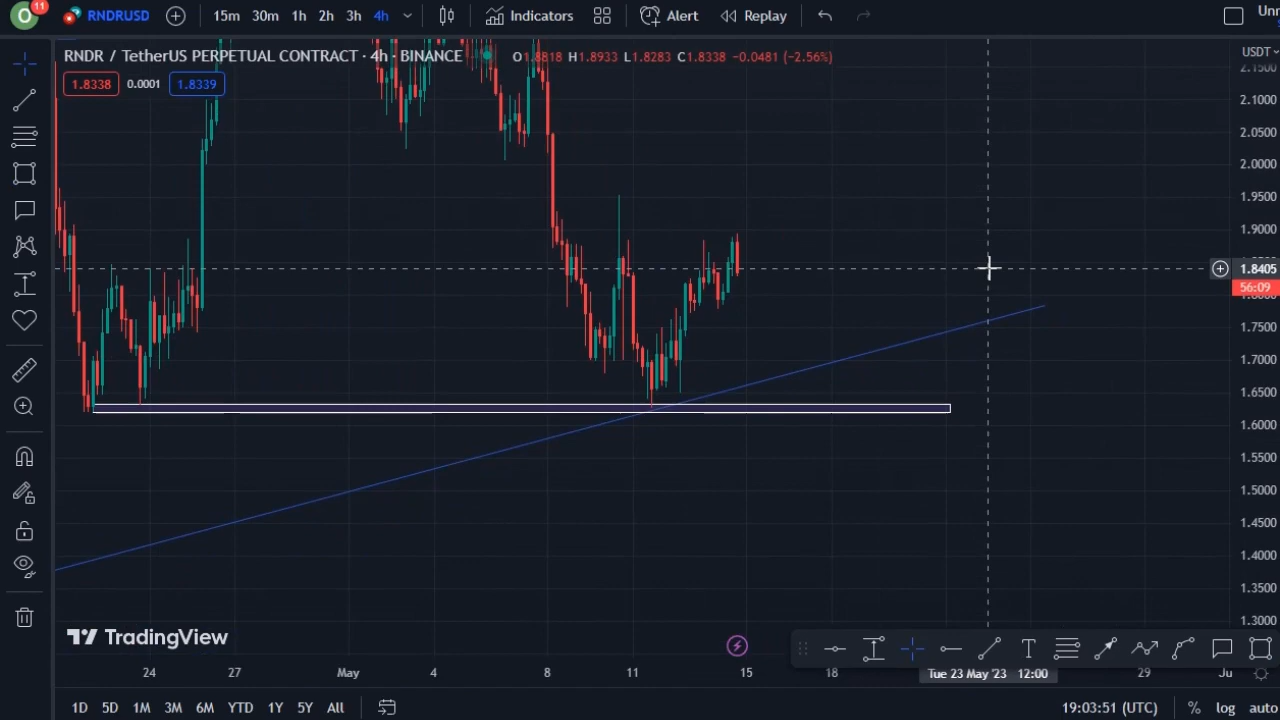 O 11 RNDRUSD 15m 30m 1h 2h 3h 4h Indicators Alert Replay
RNDR / TetherUS PERPETUAL CONTRACT · 4h · BINANCE H1.8933 L1.8283 C1.8338 −0.0481 (−2.56%) USDT
1.8338 0.0001 1.8339
2.1000
2.0500
2.0000
1.9500
1.9000
1.8405
56:09
1.7500
1.7000
1.6500
1.6000
1.5500
1.5000
1.4500
1.4000
1.3500
1.3000
TradingView
24 27 May 4 8 11 15 18 Tue 23 May '23 12:00 29 Ju
1D 5D 1M 3M 6M YTD 1Y 5Y All 19:03:51 (UTC) % log auto